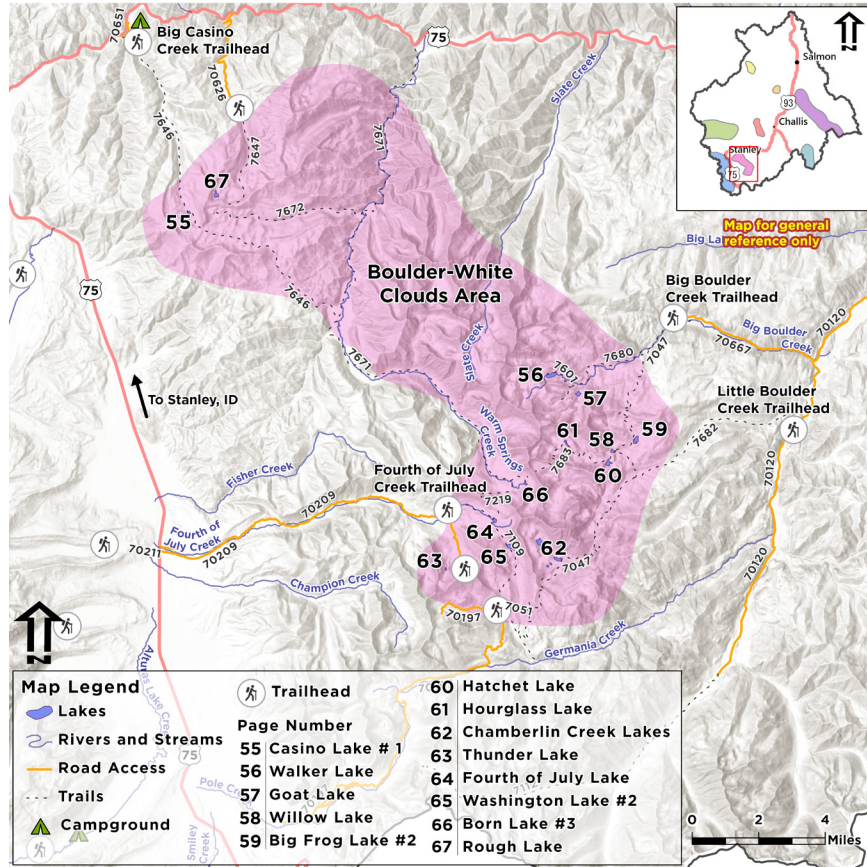 70651
Big Casino
Creek Trailhead
75
Slate Creek
70626
7646
7647
7671
67
55
7672
N
Salmon
93
Challis
Stanley
75
Map for general
reference only
Big La
Boulder-White
Clouds Area
75
7646
7671
Slate Creek
Big Boulder
Creek Trailhead
Big Boulder
Creek
70120
70667
7047
7680
56
7601
57
To Stanley, ID
Little Boulder
Creek Trailhead
Warm Springs
Creek
61
58
59
7682
7683
60
70120
Fisher Creek
Fourth of July
Creek Trailhead
7219
66
70209
Fourth of
July Creek
70209
70211
64
7109
65
62
63
7047
70120
Champion Creek
7051
70197
Germania Creek
N
Alturas Lake Creek
75
Pole Creek
Smiley
Creek
7112
Map Legend
Lakes
Rivers and Streams
Road Access
Trails
Campground
Trailhead
Page Number
55 Casino Lake # 1
56 Walker Lake
57 Goat Lake
58 Willow Lake
59 Big Frog Lake #2
60 Hatchet Lake
61 Hourglass Lake
62 Chamberlin Creek Lakes
63 Thunder Lake
64 Fourth of July Lake
65 Washington Lake #2
66 Born Lake #3
67 Rough Lake
0 2 4
Miles